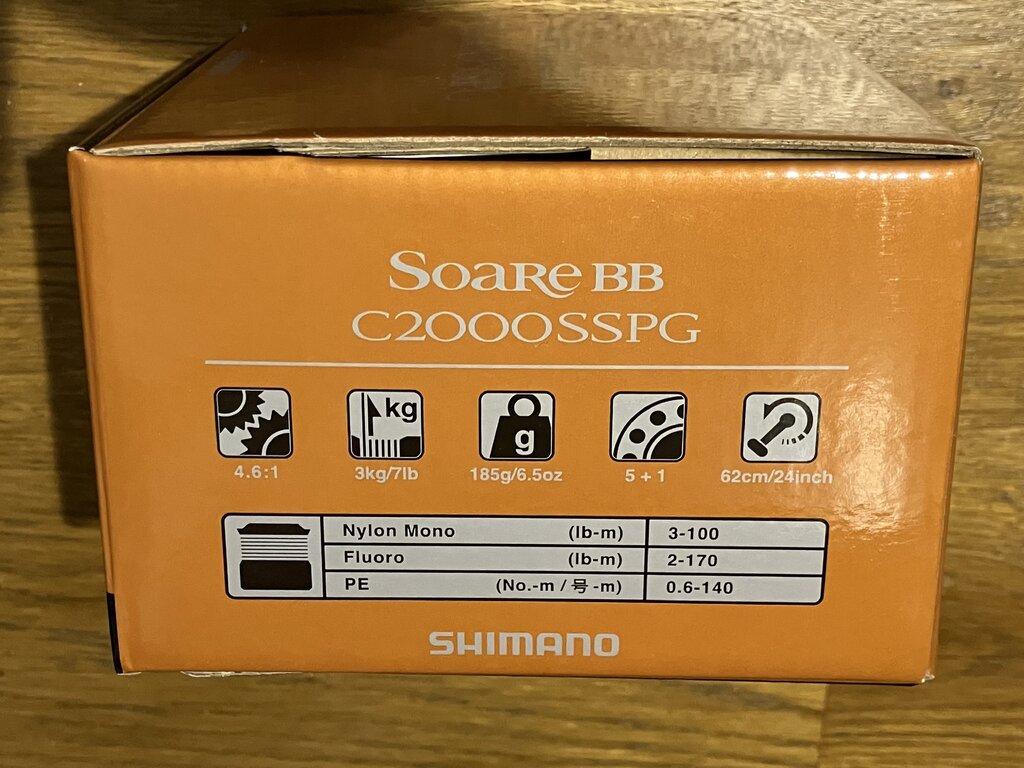 SOARE BB
C2000SSPG
kg
g
4.6:1 3kg/7lb 185g/6.5oz 5 + 1 62cm/24inch
Nylon Mono (lb-m) 3-100
Fluoro (lb-m) 2-170
PE (No.-m / 号 -m) 0.6-140
SHIMANO